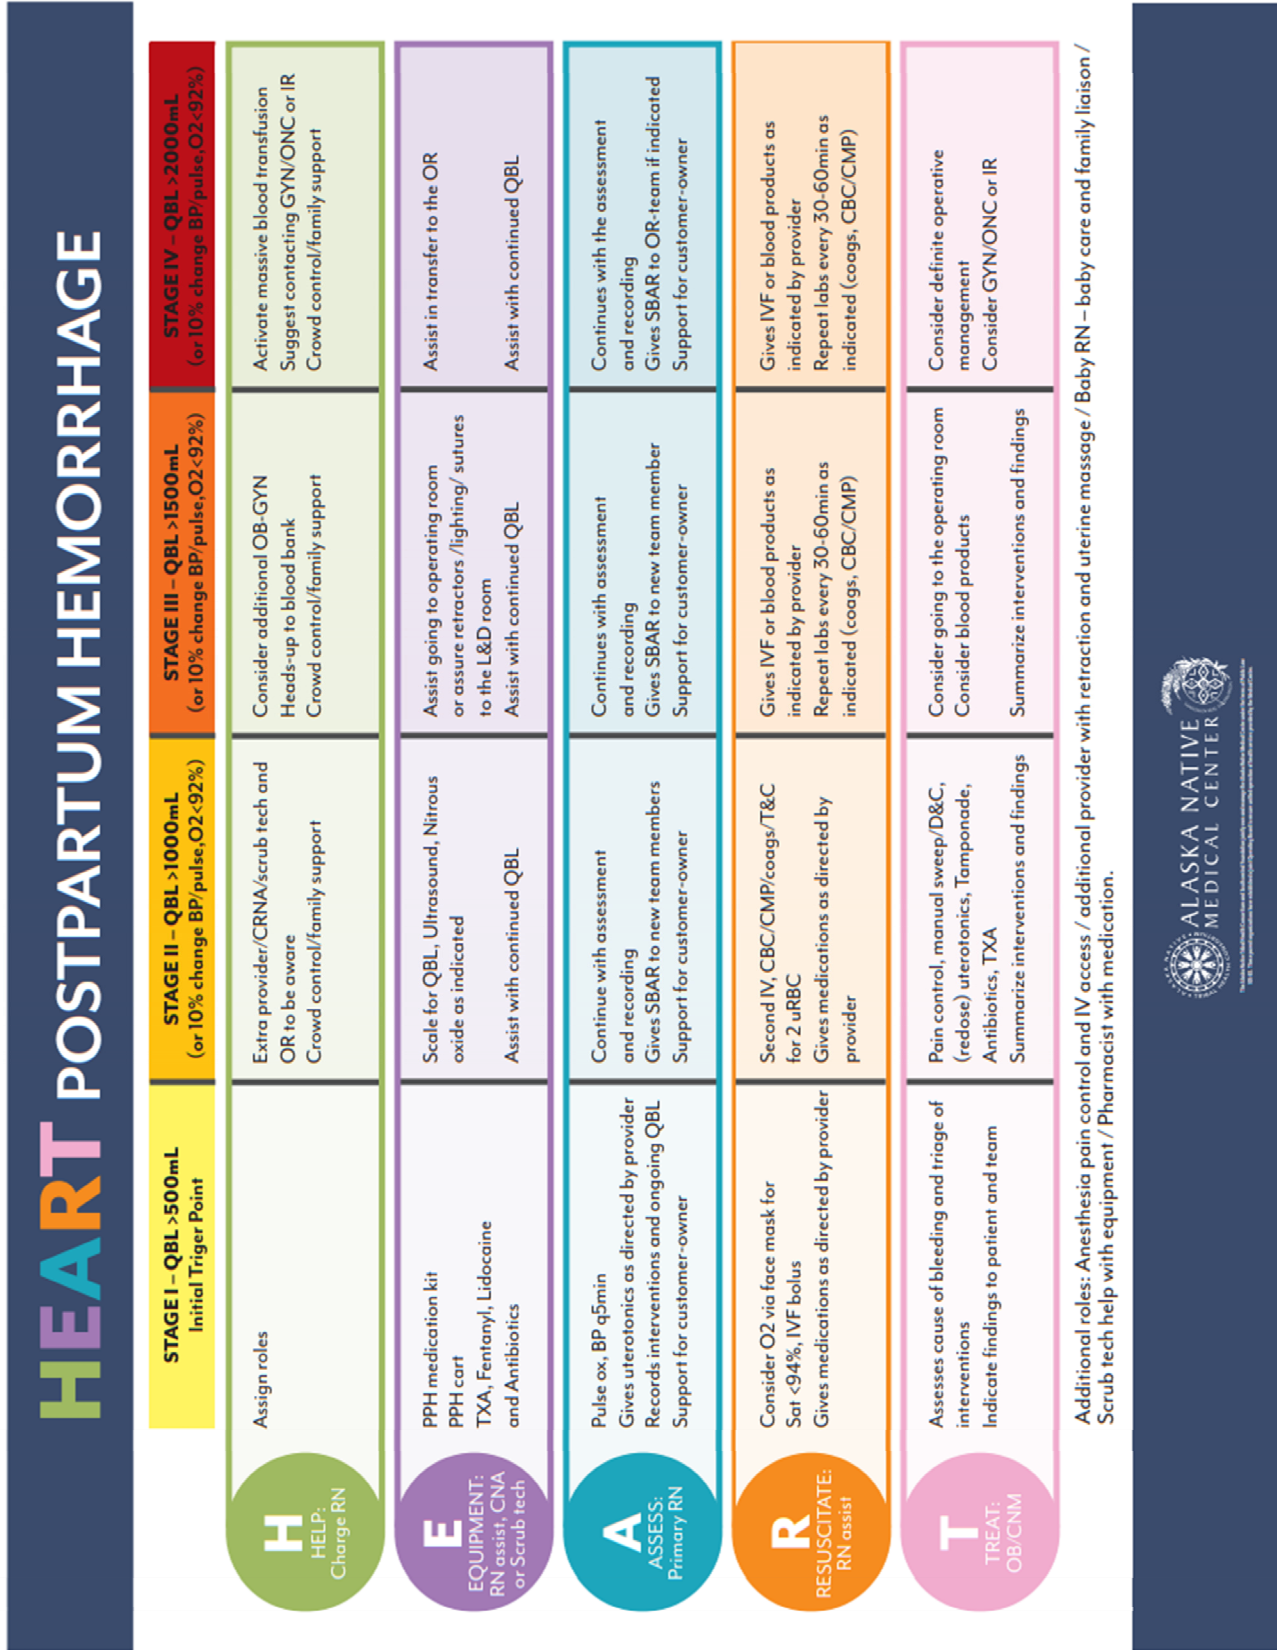 HEART POSTPARTUM HEMORRHAGE
STAGE I – QBL >500mL
Initial Triger Point
STAGE II – QBL >1000mL
(or 10% change BP/pulse,O2<92%)
STAGE III – QBL >1500mL
(or 10% change BP/pulse,O2<92%)
STAGE IV – QBL >2000mL
(or 10% change BP/pulse,O2<92%)
H
HELP:
Charge RN
Assign roles
Extra provider/CRNA/scrub tech and
OR to be aware
Crowd control/family support
Consider additional OB-GYN
Heads-up to blood bank
Crowd control/family support
Activate massive blood transfusion
Suggest contacting GYN/ONC or IR
Crowd control/family support
E
EQUIPMENT:
RN assist, CNA
or Scrub tech
PPH medication kit
PPH cart
TXA, Fentanyl, Lidocaine
and Antibiotics
Scale for QBL, Ultrasound, Nitrous
oxide as indicated
Assist with continued QBL
Assist going to operating room
or assure retractors /lighting/ sutures
to the L&D room
Assist with continued QBL
Assist in transfer to the OR
Assist with continued QBL
A
ASSESS:
Primary RN
Pulse ox, BP q5min
Gives uterotonics as directed by provider
Records interventions and ongoing QBL
Support for customer-owner
Continue with assessment
and recording
Gives SBAR to new team members
Support for customer-owner
Continues with assessment
and recording
Gives SBAR to new team member
Support for customer-owner
Continues with the assessment
and recording
Gives SBAR to OR-team if indicated
Support for customer-owner
R
RESUSCITATE:
RN assist
Consider O2 via face mask for
Sat <94%, IVF bolus
Gives medications as directed by provider
Second IV, CBC/CMP/coags/T&C
for 2 uRBC
Gives medications as directed by
provider
Gives IVF or blood products as
indicated by provider
Repeat labs every 30-60min as
indicated (coags, CBC/CMP)
Gives IVF or blood products as
indicated by provider
Repeat labs every 30-60min as
indicated (coags, CBC/CMP)
T
TREAT:
OB/CNM
Assesses cause of bleeding and triage of
interventions
Indicate findings to patient and team
Pain control, manual sweep/D&C,
(redose) uterotonics, Tamponade,
Antibiotics, TXA
Summarize interventions and findings
Consider going to the operating room
Consider blood products
Summarize interventions and findings
Consider definite operative
management
Consider GYN/ONC or IR
Additional roles: Anesthesia pain control and IV access / additional provider with retraction and uterine massage / Baby RN – baby care and family liaison /
Scrub tech help with equipment / Pharmacist with medication.
ALASKA NATIVE
MEDICAL CENTER